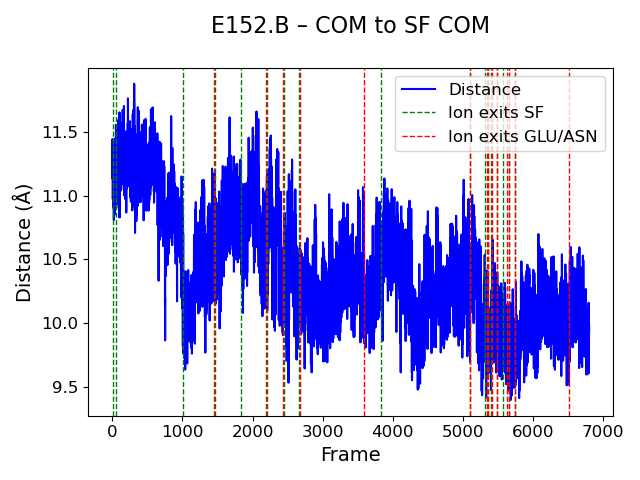 E152.B – COM to SF COM
Distance
Ion exits SF
Ion exits GLU/ASN
Distance (Å)
11.5
11.0
10.5
10.0
9.5
0 1000 2000 3000 4000 5000 6000 7000
Frame